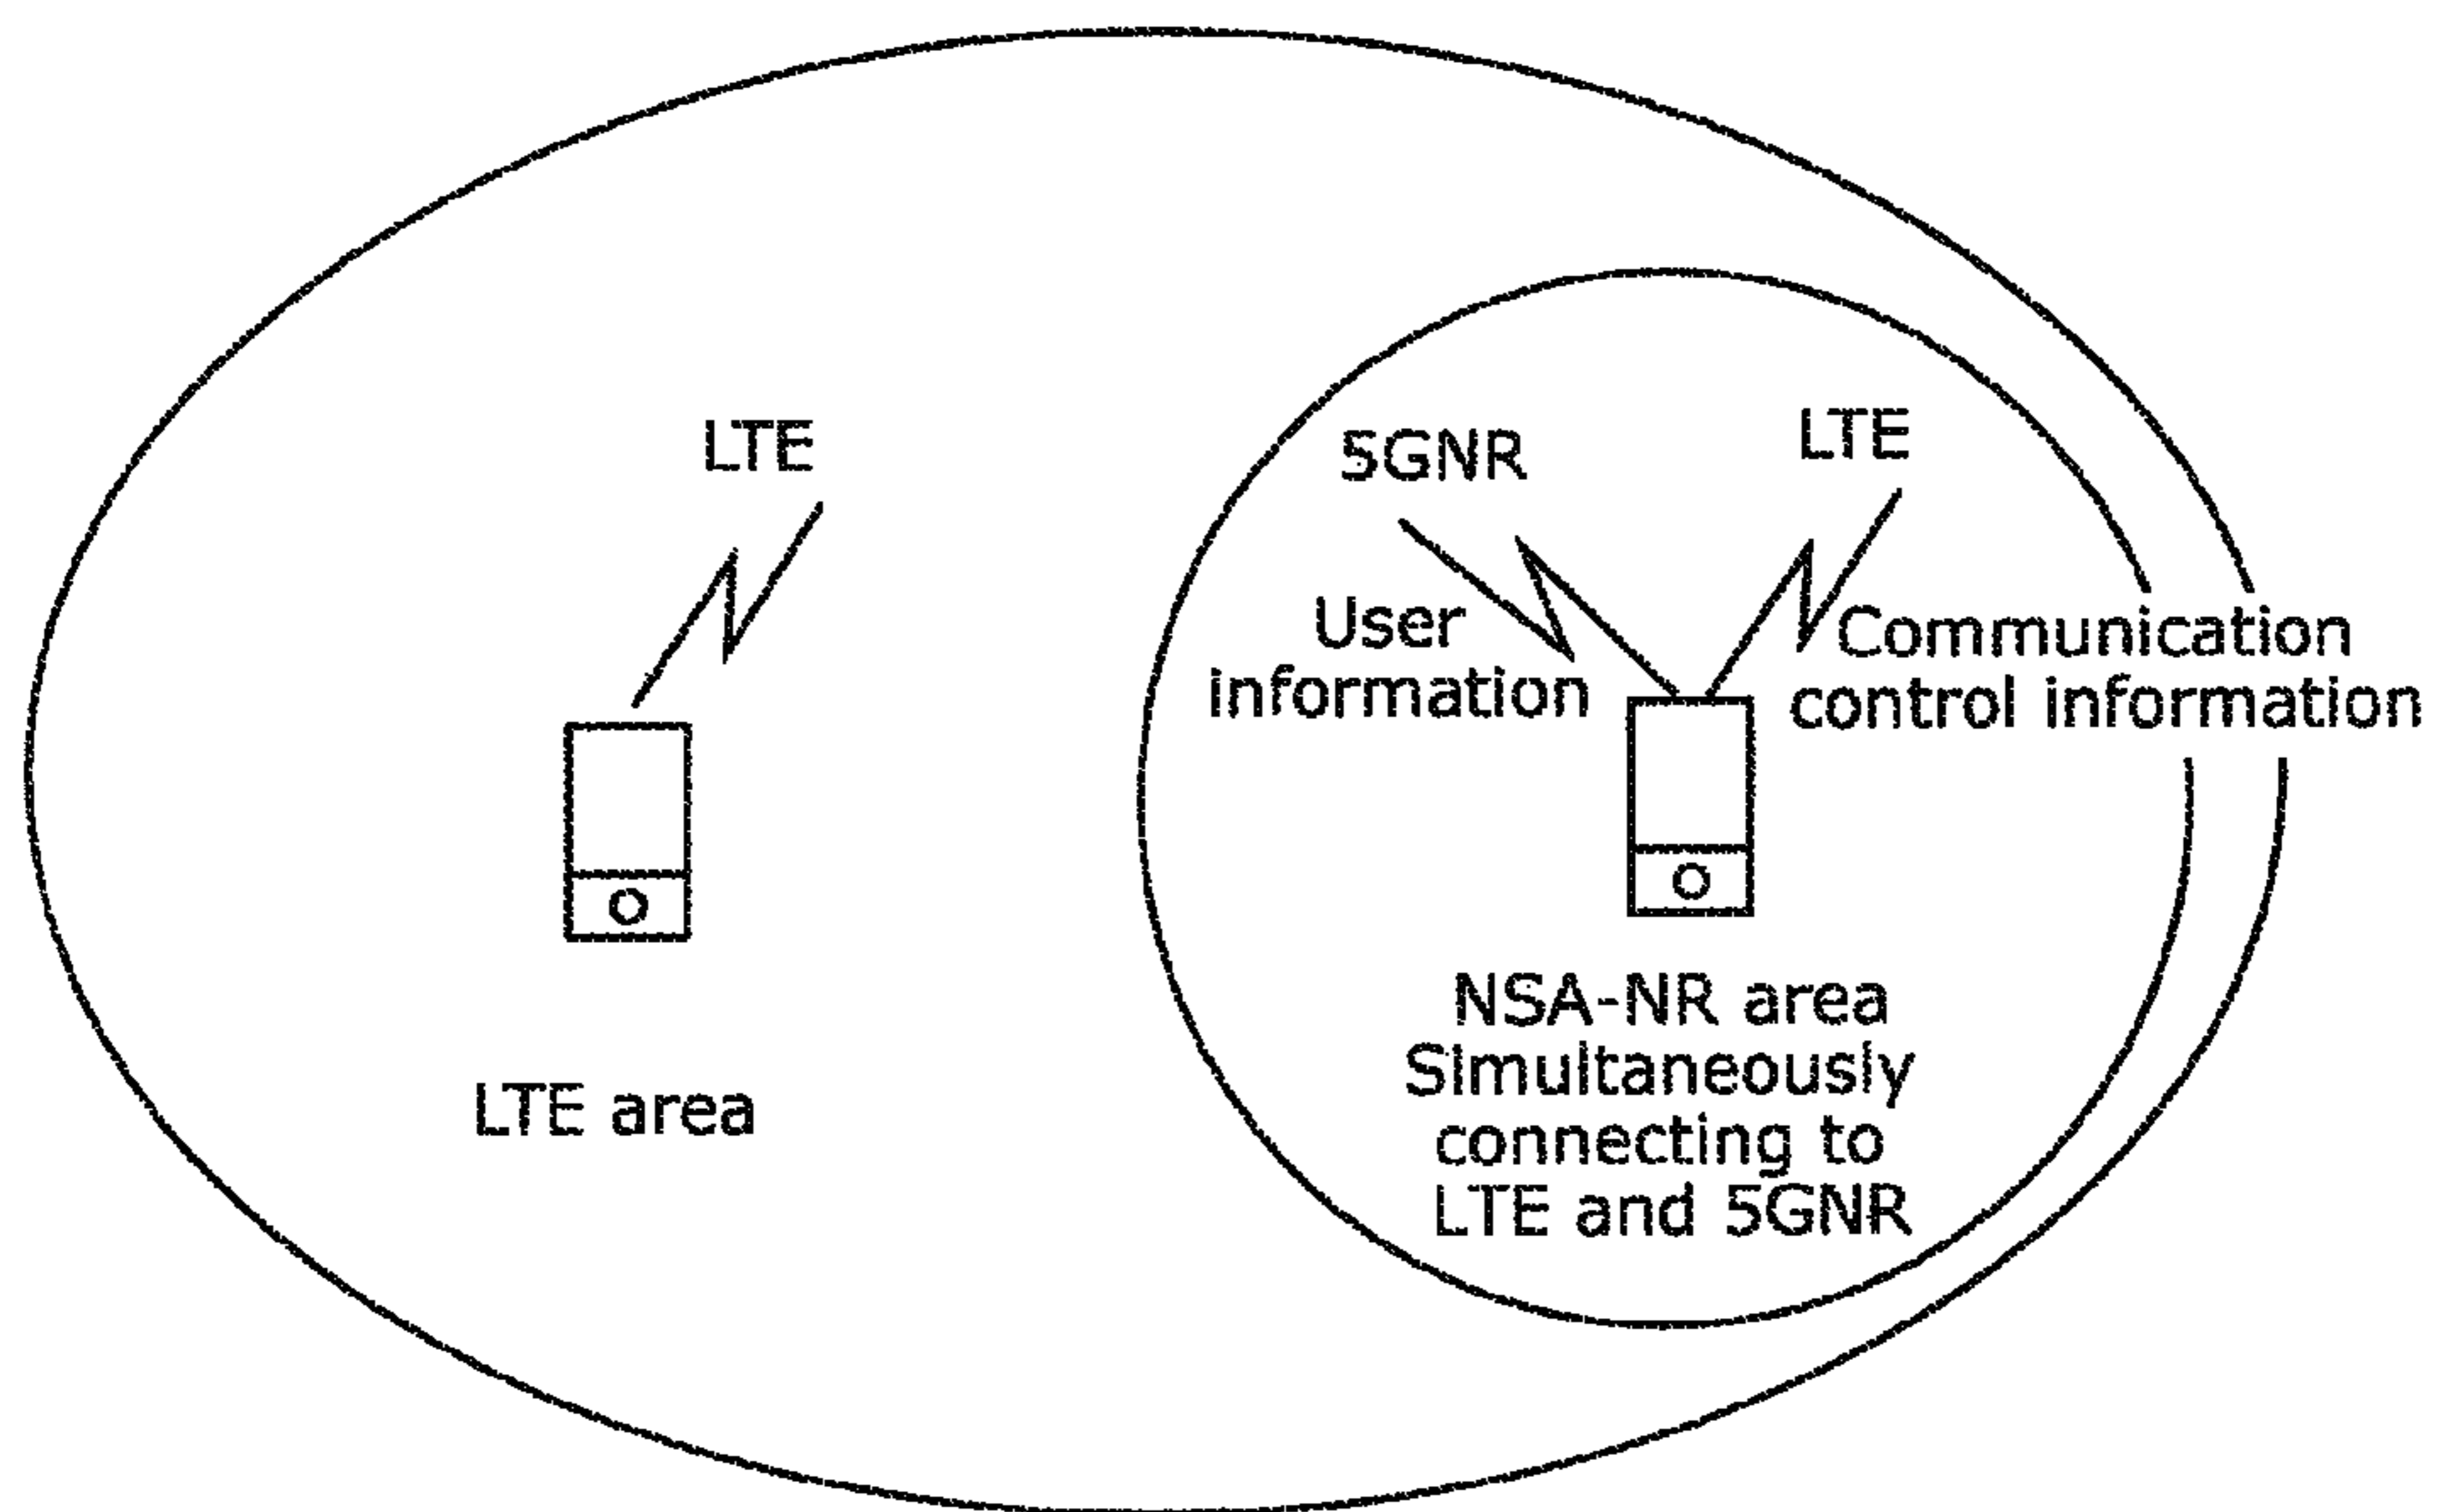 LTE
5GNR
LTE
User
information
Communication
control information
LTE area
NSA-NR area
Simultaneously
connecting to
LTE and 5GNR